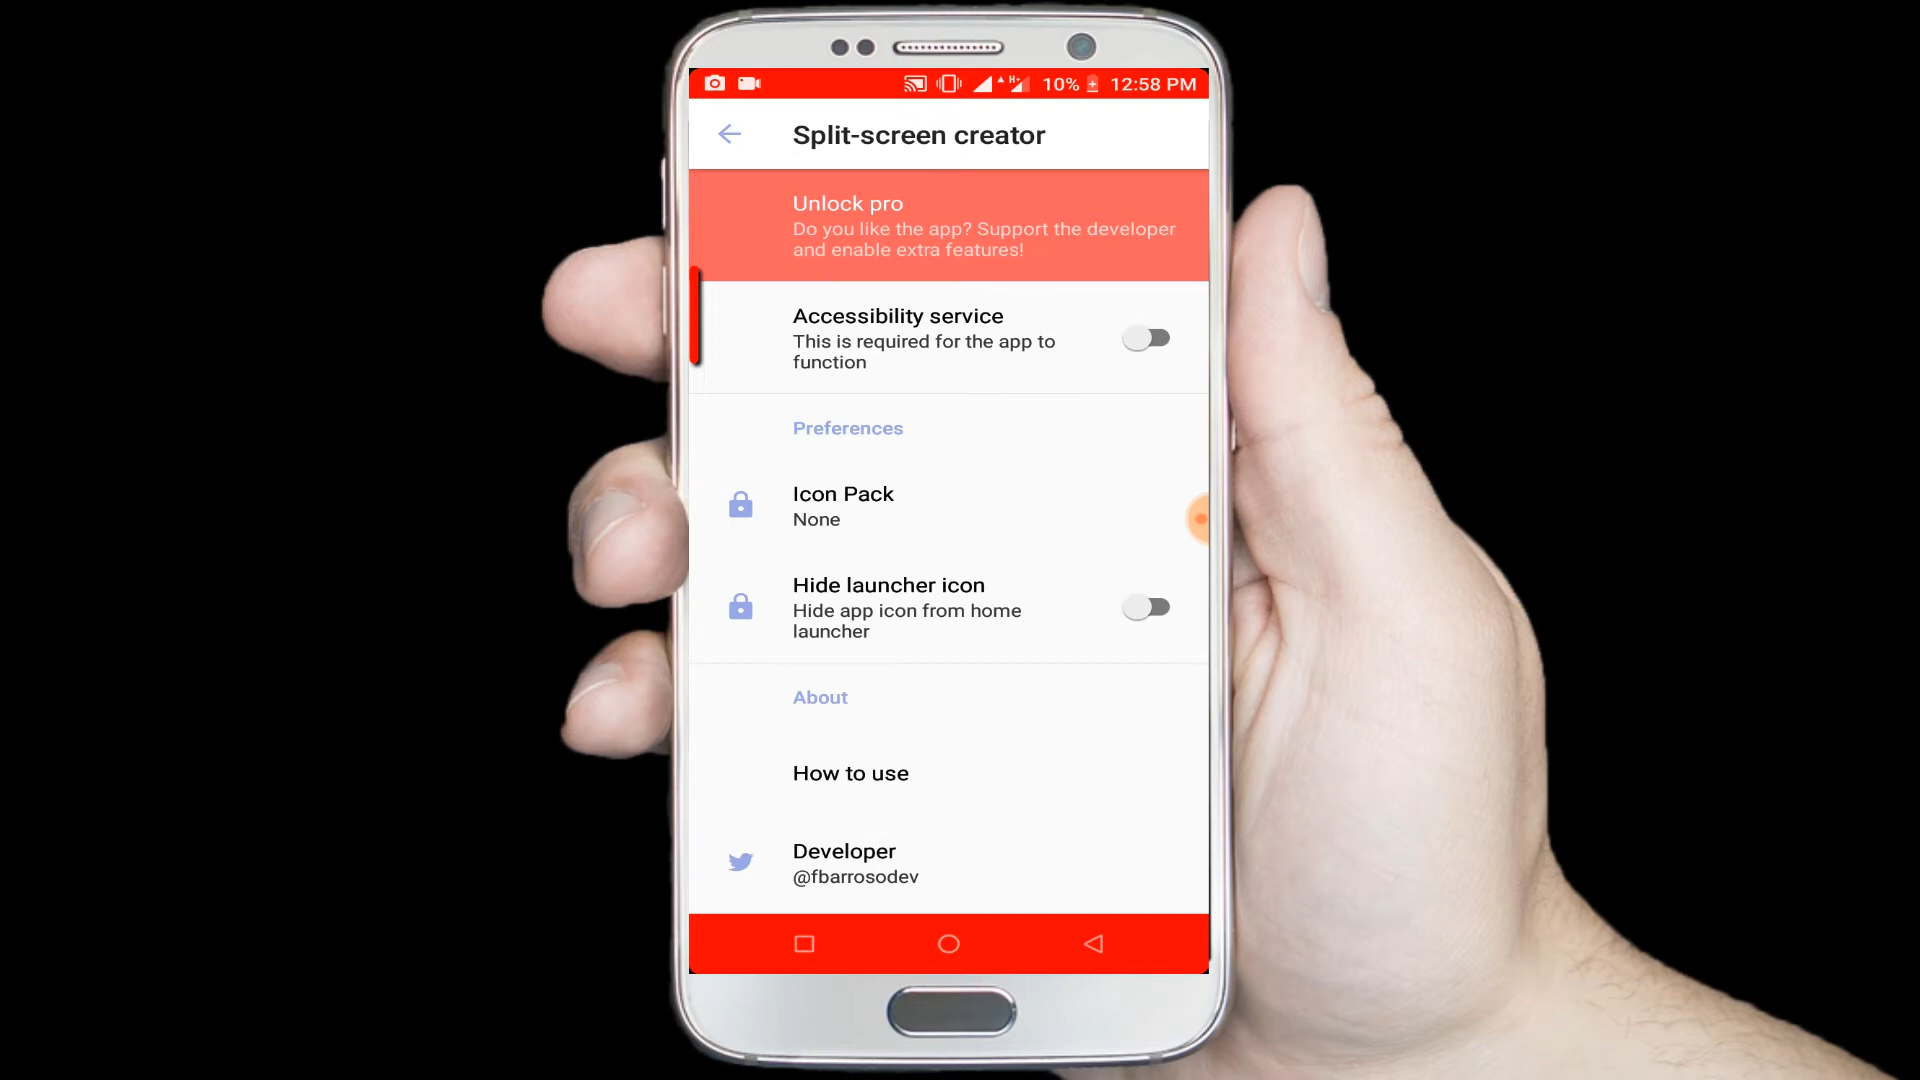 H+ 10% 12:58 PM
Split-screen creator
Unlock pro
Do you like the app? Support the developer
and enable extra features!
Accessibility service
This is required for the app to
function
Preferences
Icon Pack
None
Hide launcher icon
Hide app icon from home
launcher
About
How to use
Developer
@fbarrosodev